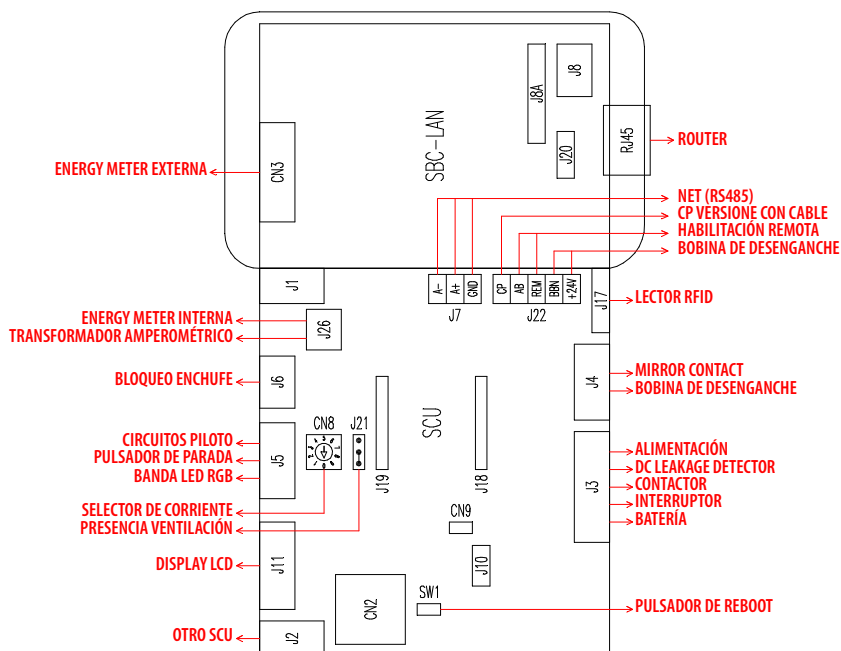 J8
J8A
J20
SBC-LAN
CN3
RJ45
ENERGY METER EXTERNA
ROUTER
NET (RS485)
CP VERSIONE CON CABLE
HABILITACIÓN REMOTA
BOBINA DE DESENGANCHE
J1
A-
A+
GND
J7
CP
AB
REM
BBN
+24V
J22
J17
LECTOR RFID
ENERGY METER INTERNA
TRANSFORMADOR AMPEROMÉTRICO
J26
BLOQUEO ENCHUFE
J6
J4
MIRROR CONTACT
BOBINA DE DESENGANCHE
CIRCUITOS PILOTO
PULSADOR DE PARADA
BANDA LED RGB
J5
CN8
J21
J19
SCU
J18
J3
ALIMENTACIÓN
DC LEAKAGE DETECTOR
CONTACTOR
INTERRUPTOR
BATERÍA
SELECTOR DE CORRIENTE
PRESENCIA VENTILACIÓN
CN9
DISPLAY LCD
J11
J10
CN2
SW1
PULSADOR DE REBOOT
OTRO SCU
J2